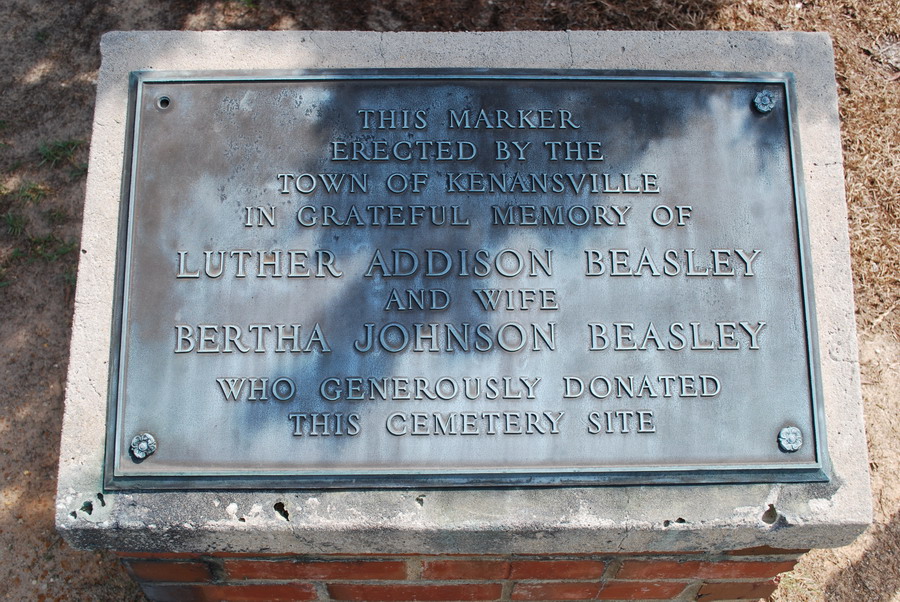 THIS MARKER
ERECTED BY THE
TOWN OF KENANSVILLE
IN GRATEFUL MEMORY OF
LUTHER ADDISON BEASLEY
AND WIFE
BERTHA JOHNSON BEASLEY
WHO GENEROUSLY DONATED
THIS CEMETERY SITE